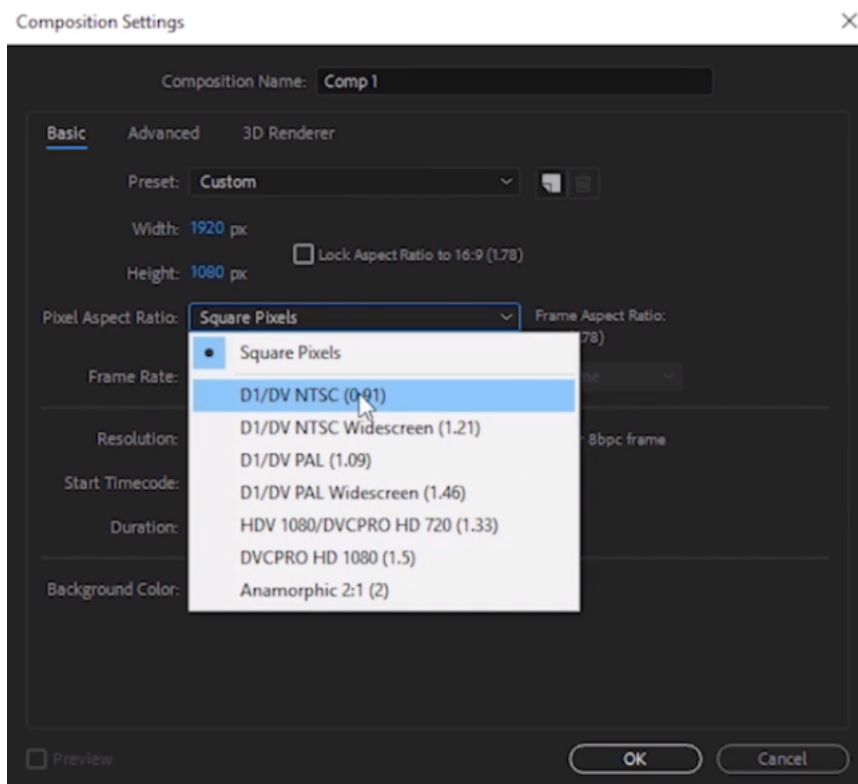 Composition Settings
Composition Name: Comp 1
Basic Advanced 3D Renderer
Preset: Custom
Width: 1920 px
Lock Aspect Ratio to 16:9 (1.78)
Height: 1080 px
Pixel Aspect Ratio: Square Pixels Frame Aspect Ratio:
78)
Square Pixels
Frame Rate:
D1/DV NTSC (0.91)
D1/DV NTSC Widescreen (1.21)
Resolution: 8bpc frame
D1/DV PAL (1.09)
Start Timecode:
D1/DV PAL Widescreen (1.46)
Duration: HDV 1080/DVCPRO HD 720 (1.33)
DVCPRO HD 1080 (1.5)
Background Color: Anamorphic 2:1 (2)
Preview OK Cancel